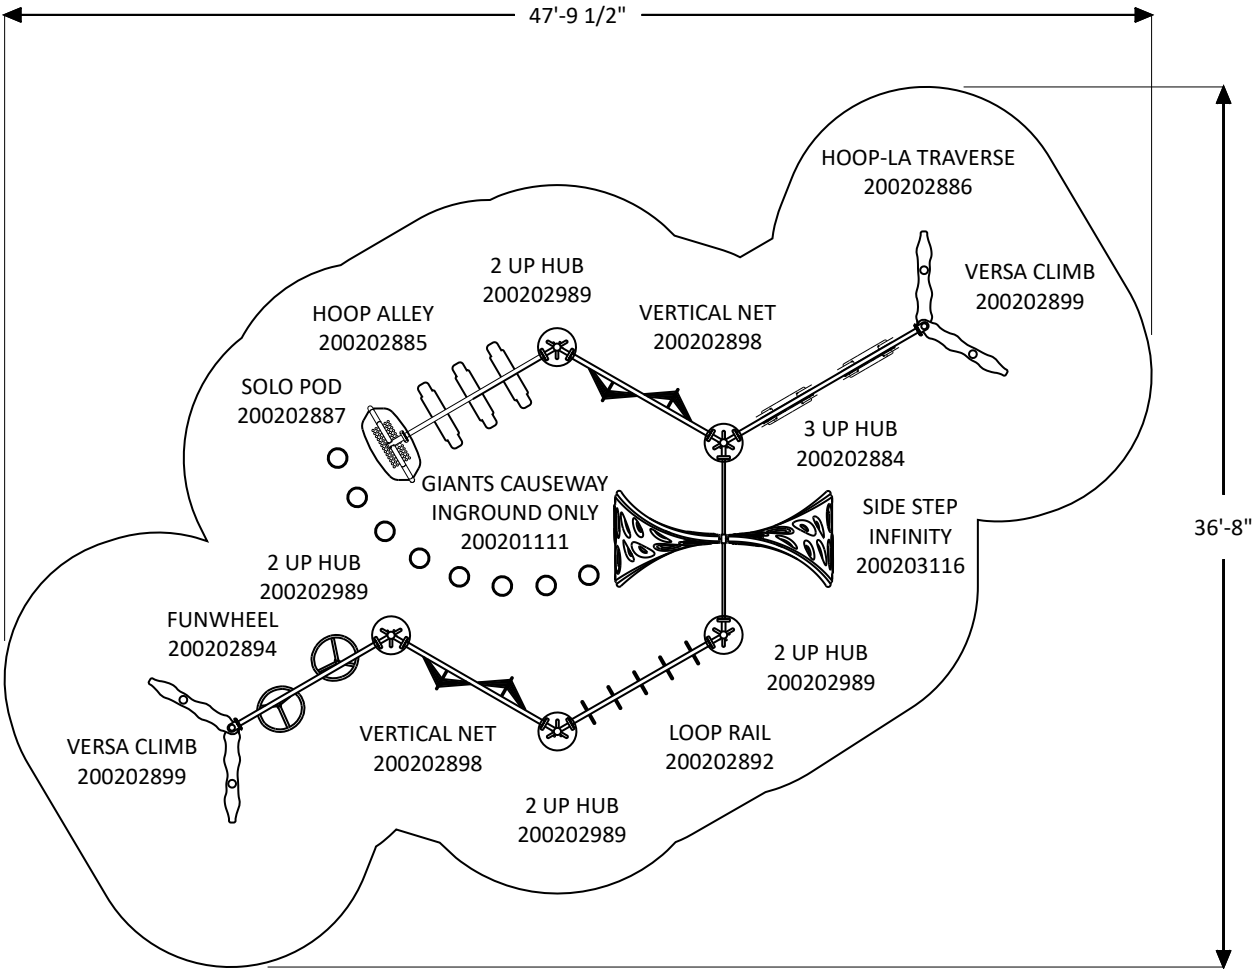 47'-9 1/2"
HOOP-LA TRAVERSE
200202886
2 UP HUB
200202989
VERSA CLIMB
200202899
HOOP ALLEY
200202885
VERTICAL NET
200202898
SOLO POD
200202887
3 UP HUB
200202884
GIANTS CAUSEWAY
INGROUND ONLY
200201111
SIDE STEP
INFINITY
200203116
36'-8"
2 UP HUB
200202989
FUNWHEEL
200202894
2 UP HUB
200202989
VERSA CLIMB
200202899
VERTICAL NET
200202898
LOOP RAIL
200202892
2 UP HUB
200202989